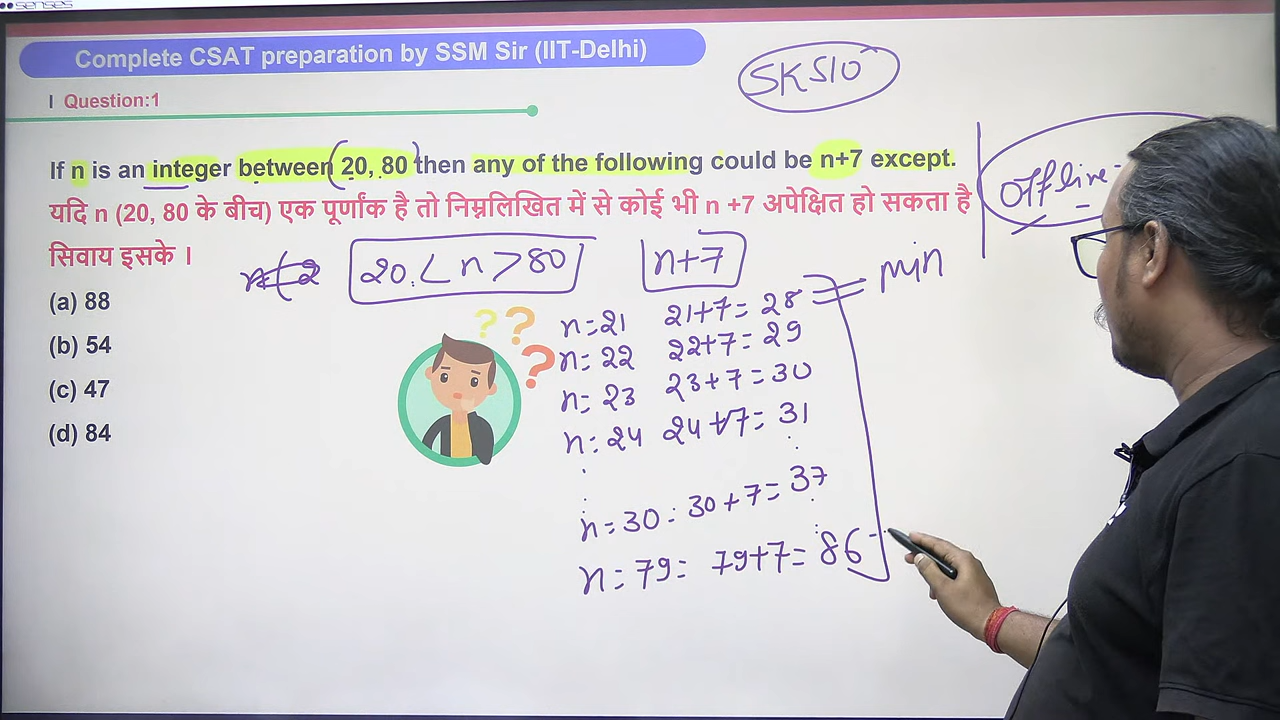 senses
Complete CSAT preparation by SSM Sir (IIT-Delhi)
SKS10
I Question:1
If n is an integer between (20, 80) then any of the following could be n+7 except.
यदि n (20, 80 के बीच) एक पूर्णांक है तो निम्नलिखित में से कोई भी n +7 अपेक्षित हो सकता है
सिवाय इसके ।
Offline
20 < n > 80
n+7
min
(a) 88
(b) 54
(c) 47
(d) 84
n=21 21+7= 28
n= 22 22+7= 29
n= 23 23+7= 30
n= 24 24+7= 31
n=30= 30+7= 37
n= 79= 79+7= 86
? ? ?